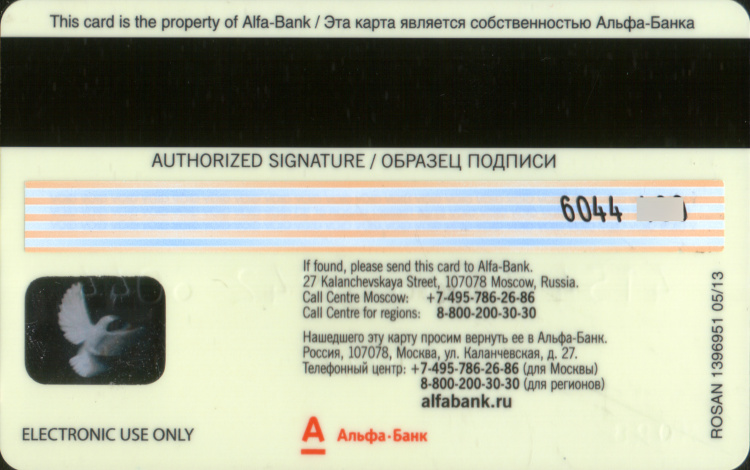 This card is the property of Alfa-Bank / Эта карта является собственностью Альфа-Банка
AUTHORIZED SIGNATURE / ОБРАЗЕЦ ПОДПИСИ
6044
If found, please send this card to Alfa-Bank.
27 Kalanchevskaya Street, 107078 Moscow, Russia.
Call Centre Moscow: +7-495-786-26-86
Call Centre for regions: 8-800-200-30-30
Нашедшего эту карту просим вернуть ее в Альфа-Банк.
Россия, 107078, Москва, ул. Каланчевская, д. 27.
Телефонный центр: +7-495-786-26-86 (для Москвы)
8-800-200-30-30 (для регионов)
alfabank.ru
ELECTRONIC USE ONLY
А Альфа·Банк
ROSAN 1396951 05/13